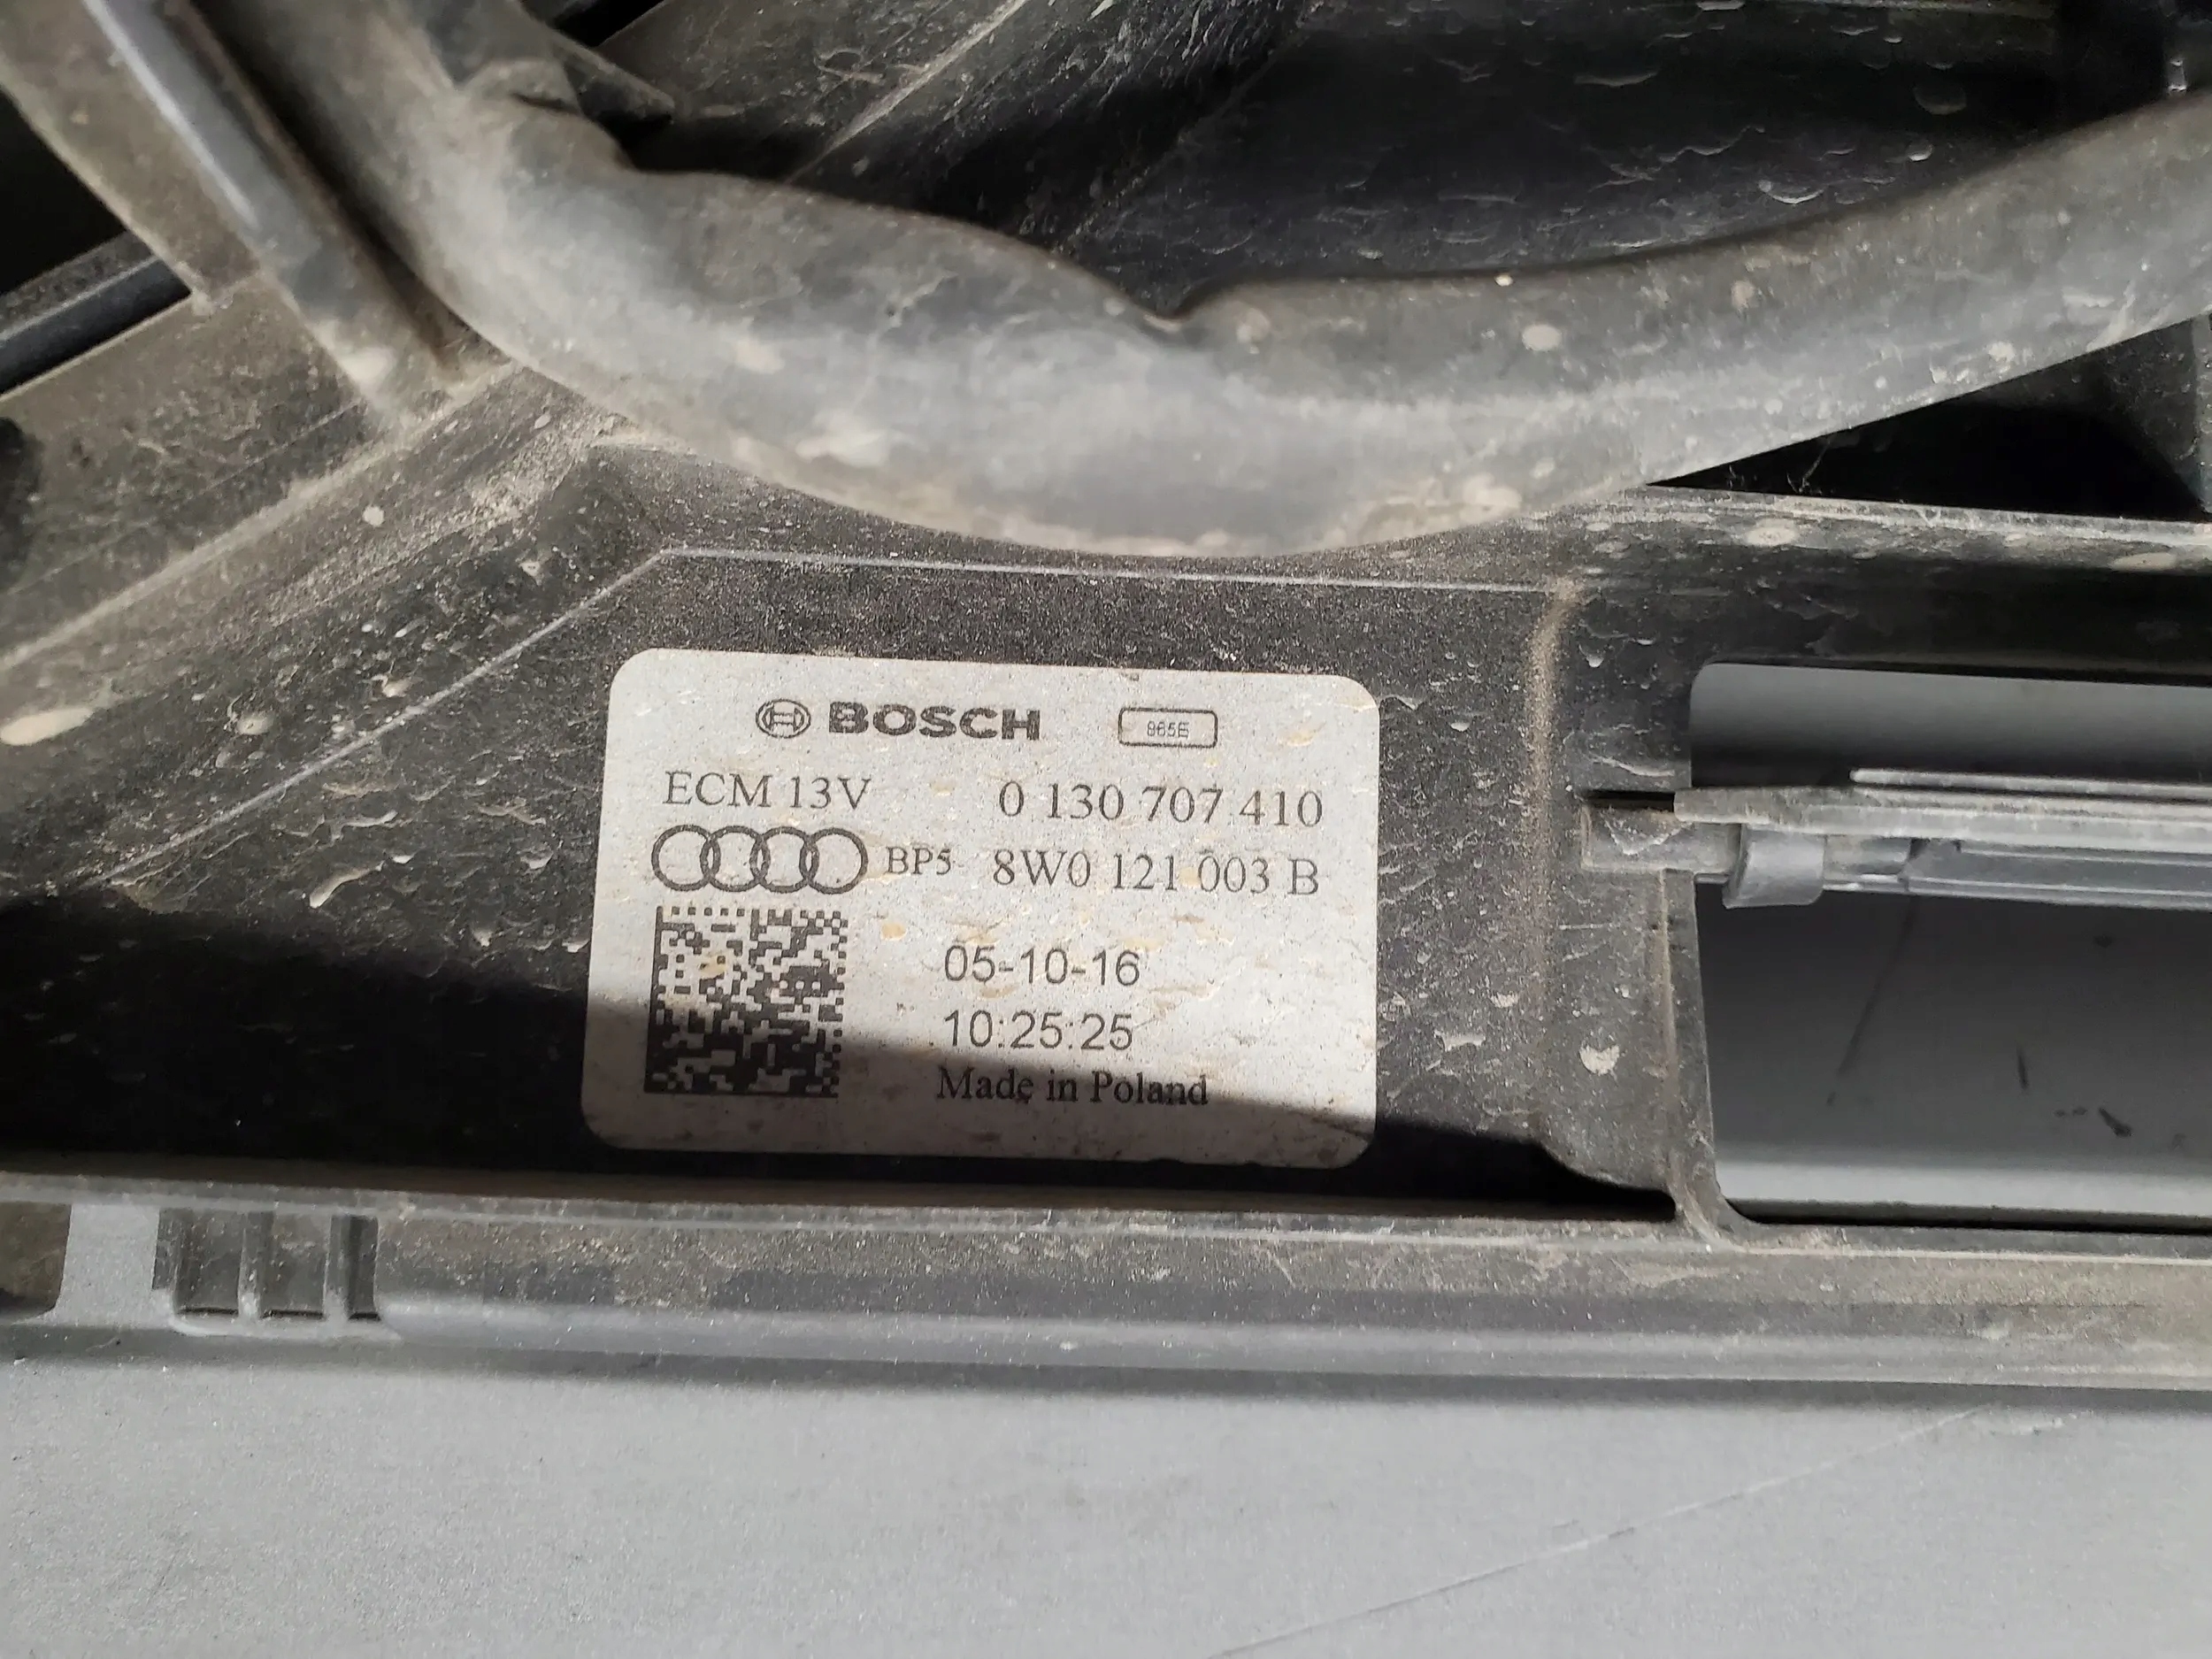 BOSCH 965E
ECM 13V 0 130 707 410
BP5 8W0 121 003 B
05-10-16
10:25:25
Made in Poland